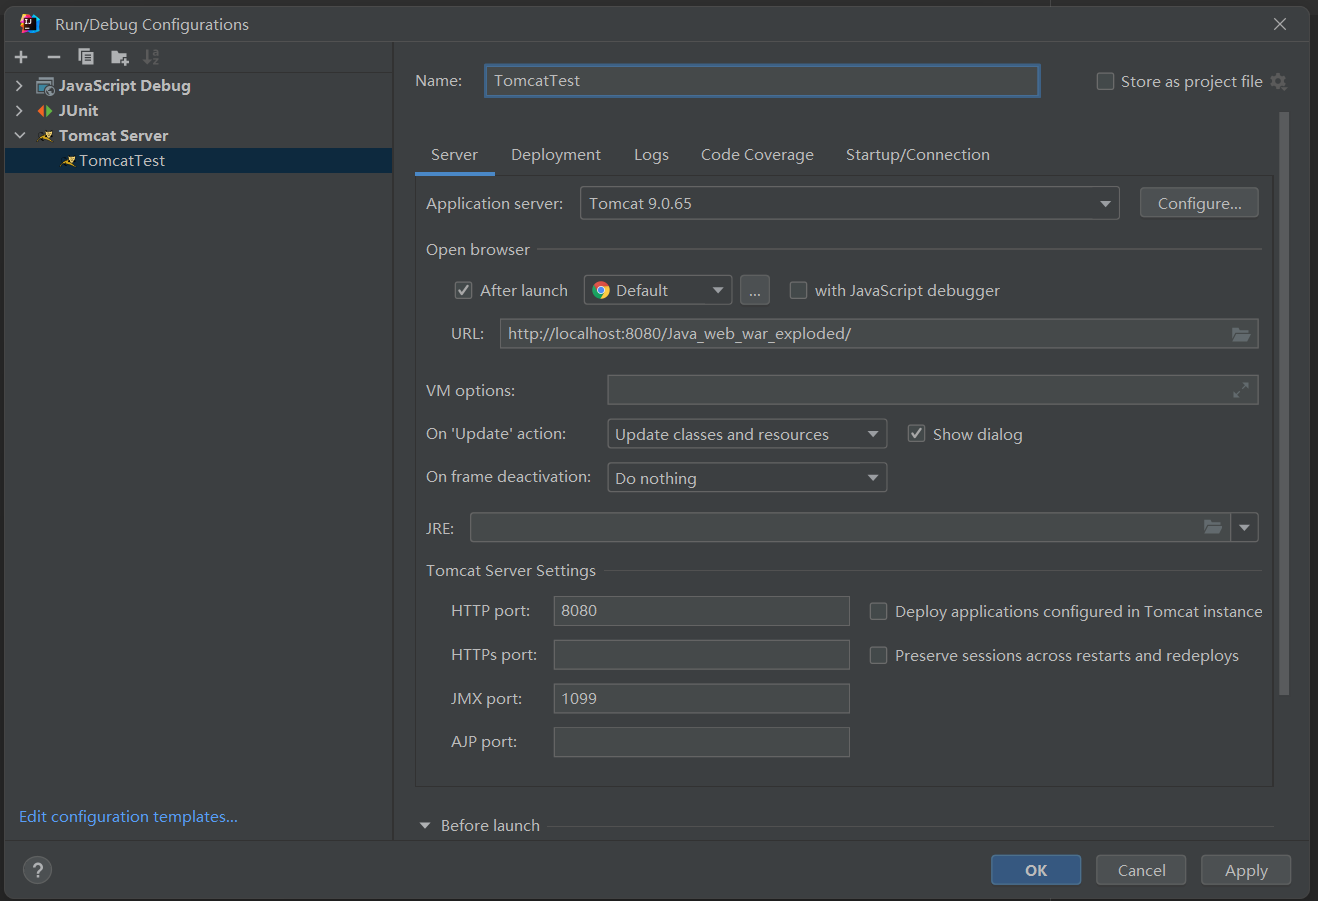 Run/Debug Configurations
JavaScript Debug
JUnit
Tomcat Server
TomcatTest
Edit configuration templates...
Name: TomcatTest
Store as project file
Server Deployment Logs Code Coverage Startup/Connection
Application server: Tomcat 9.0.65 Configure...
Open browser
After launch Default ... with JavaScript debugger
URL: http://localhost:8080/Java_web_war_exploded/
VM options:
On 'Update' action: Update classes and resources Show dialog
On frame deactivation: Do nothing
JRE:
Tomcat Server Settings
HTTP port: 8080 Deploy applications configured in Tomcat instance
HTTPs port: Preserve sessions across restarts and redeploys
JMX port: 1099
AJP port:
Before launch
? OK Cancel Apply